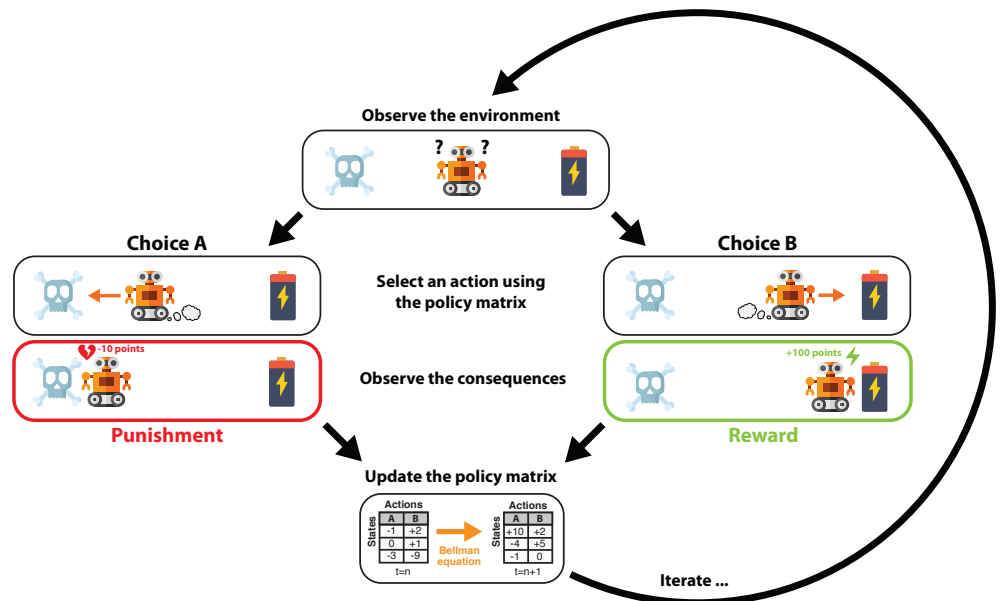 Observe the environment
? ?
Choice A
Choice B
Select an action using
the policy matrix
-10 points
+100 points
Observe the consequences
Punishment
Reward
Update the policy matrix
Actions
States
A B
-1 +2
0 +1
-3 -9
t=n
Bellman
equation
Actions
States
A B
+10 +2
-4 +5
-1 0
t=n+1
Iterate ...